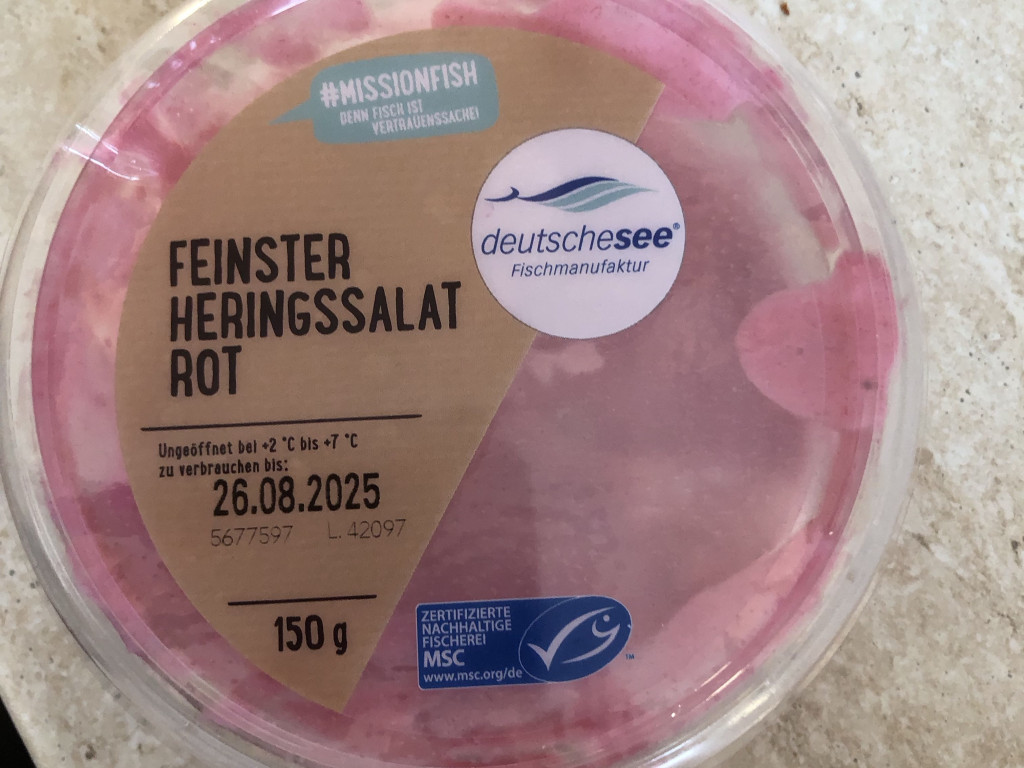 #MISSIONFISH
DENN FISCH IST
VERTRAUENSSACHE!
deutschesee®
Fischmanufaktur
FEINSTER
HERINGSSALAT
ROT
Ungeöffnet bei +2 °C bis +7 °C
zu verbrauchen bis:
26.08.2025
5677597 L. 42097
150 g
ZERTIFIZIERTE
NACHHALTIGE
FISCHEREI
MSC
www.msc.org/de
TM